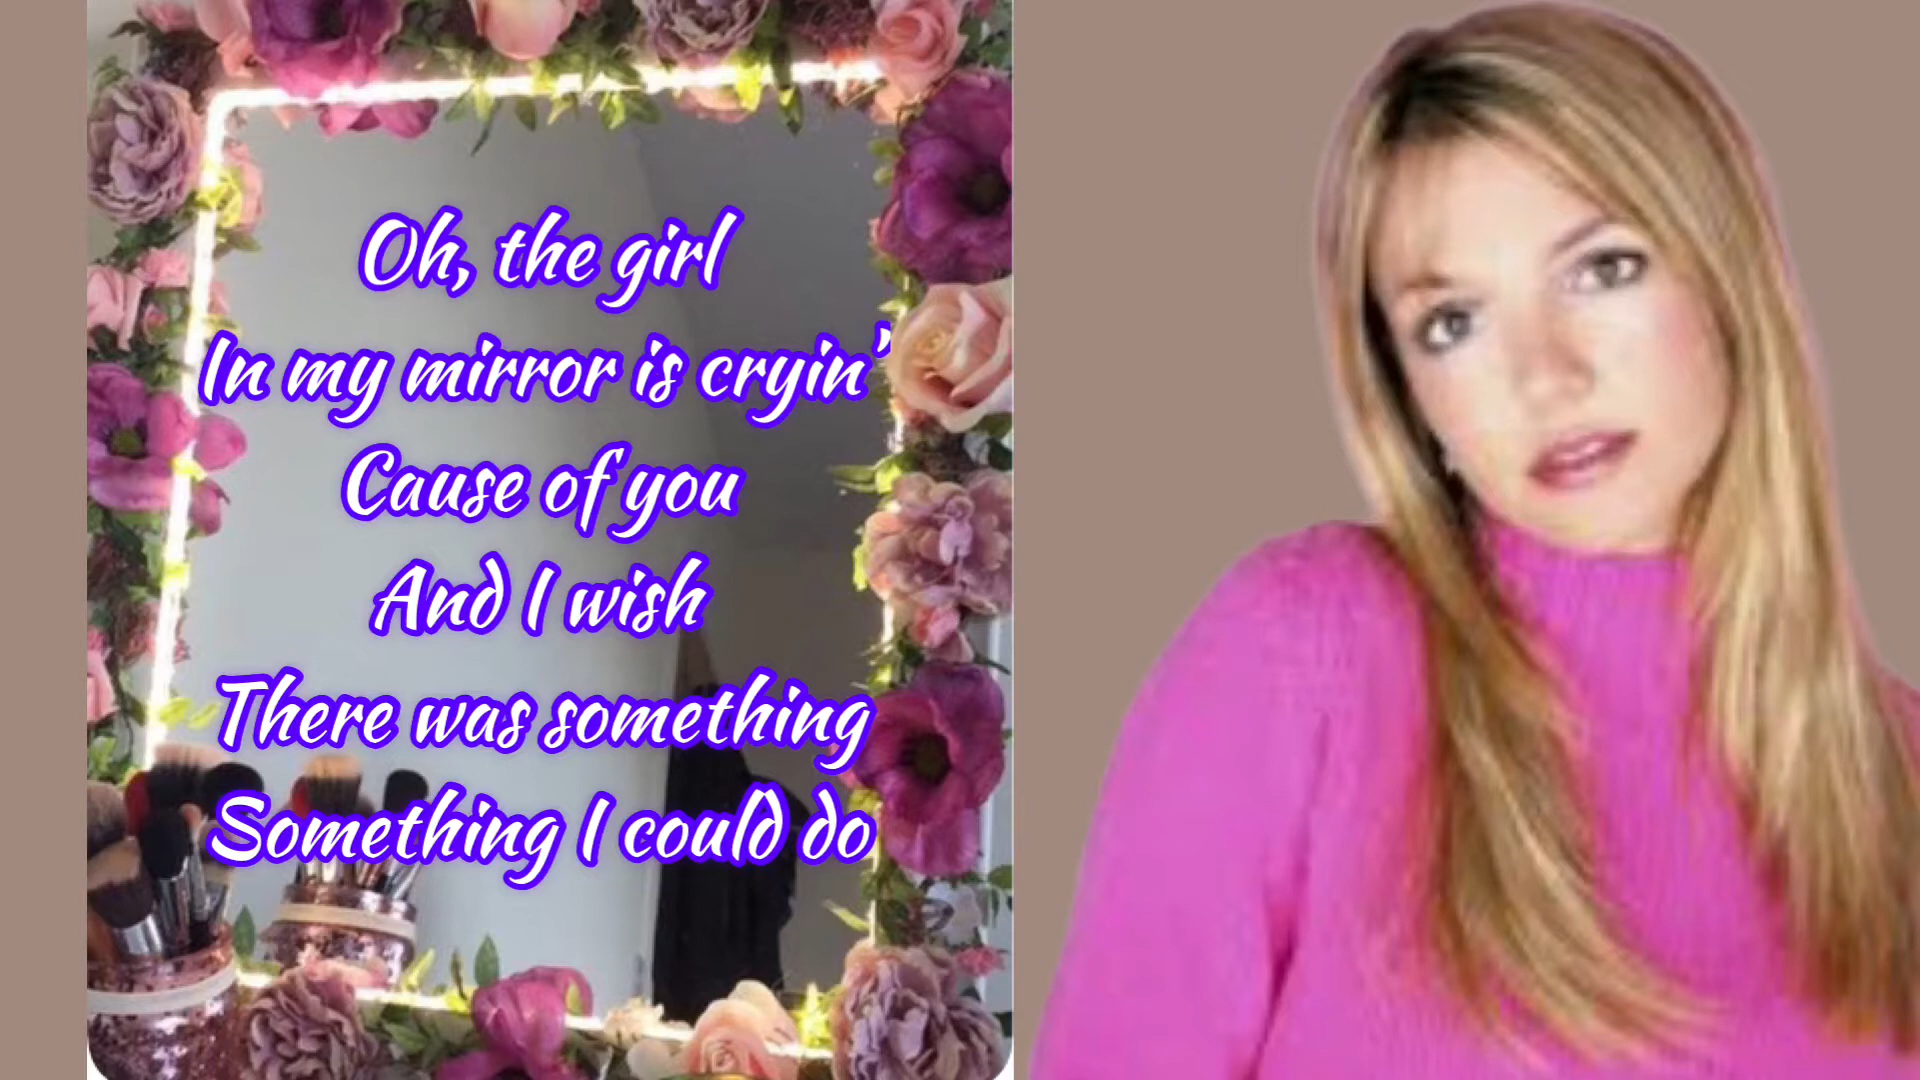 Oh, the girl
In my mirror is cryin'
Cause of you
And I wish
There was something
Something I could do